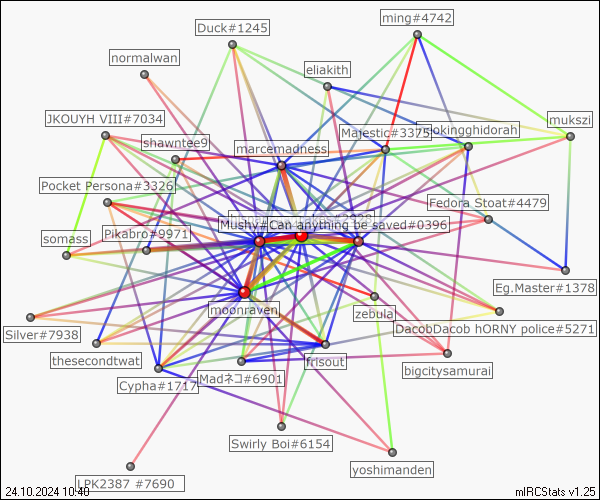 ming#4742
Duck#1245
normalwan
eliakith
JKOUYH VIII#7034
mukszi
Majestic#3375
okingghidorah
shawntee9
marcemadness
Pocket Persona#3326
Fedora Stoat#4479
Mushy#
Can anything be saved#0396
Pikabro#9971
somass
Eg.Master#1378
moonraven
zebula
Silver#7938
DacobDacob hORNY police#5271
thesecondtwat
frisout
bigcitysamurai
Cypha#1717
Madネコ#6901
Swirly Boi#6154
yoshimanden
LPK2387 #7690
24.10.2024 10:40
mIRCStats v1.25